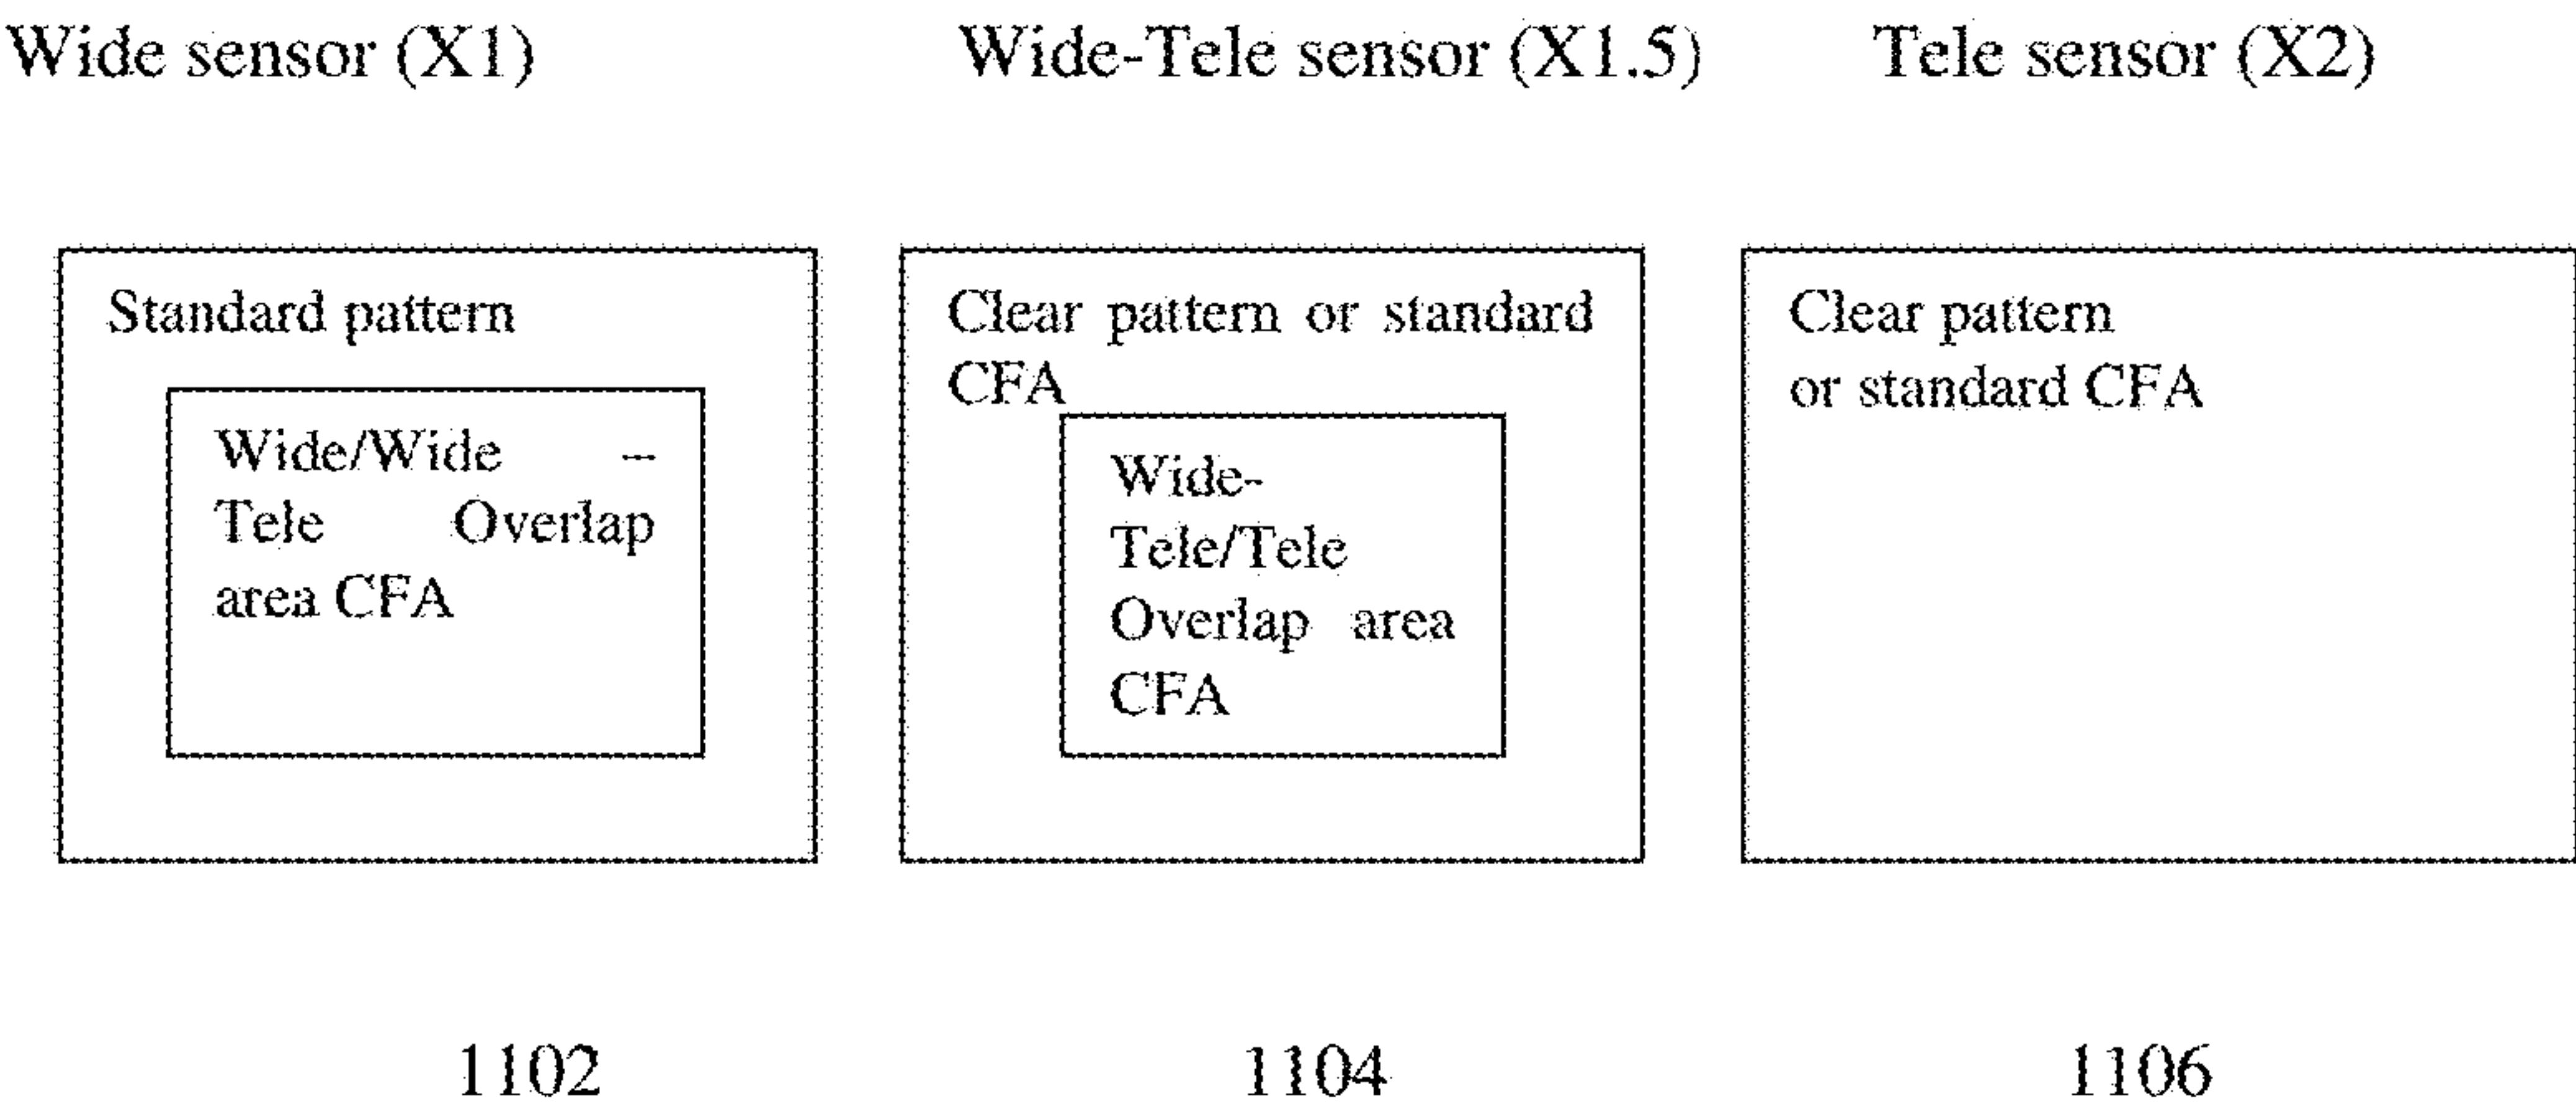 Wide sensor (X1)
Wide-Tele sensor (X1.5)
Tele sensor (X2)
Standard pattern
Wide/Wide –
Tele Overlap
area CFA
Clear pattern or standard
CFA
Wide-
Tele/Tele
Overlap area
CFA
Clear pattern
or standard CFA
1102
1104
1106